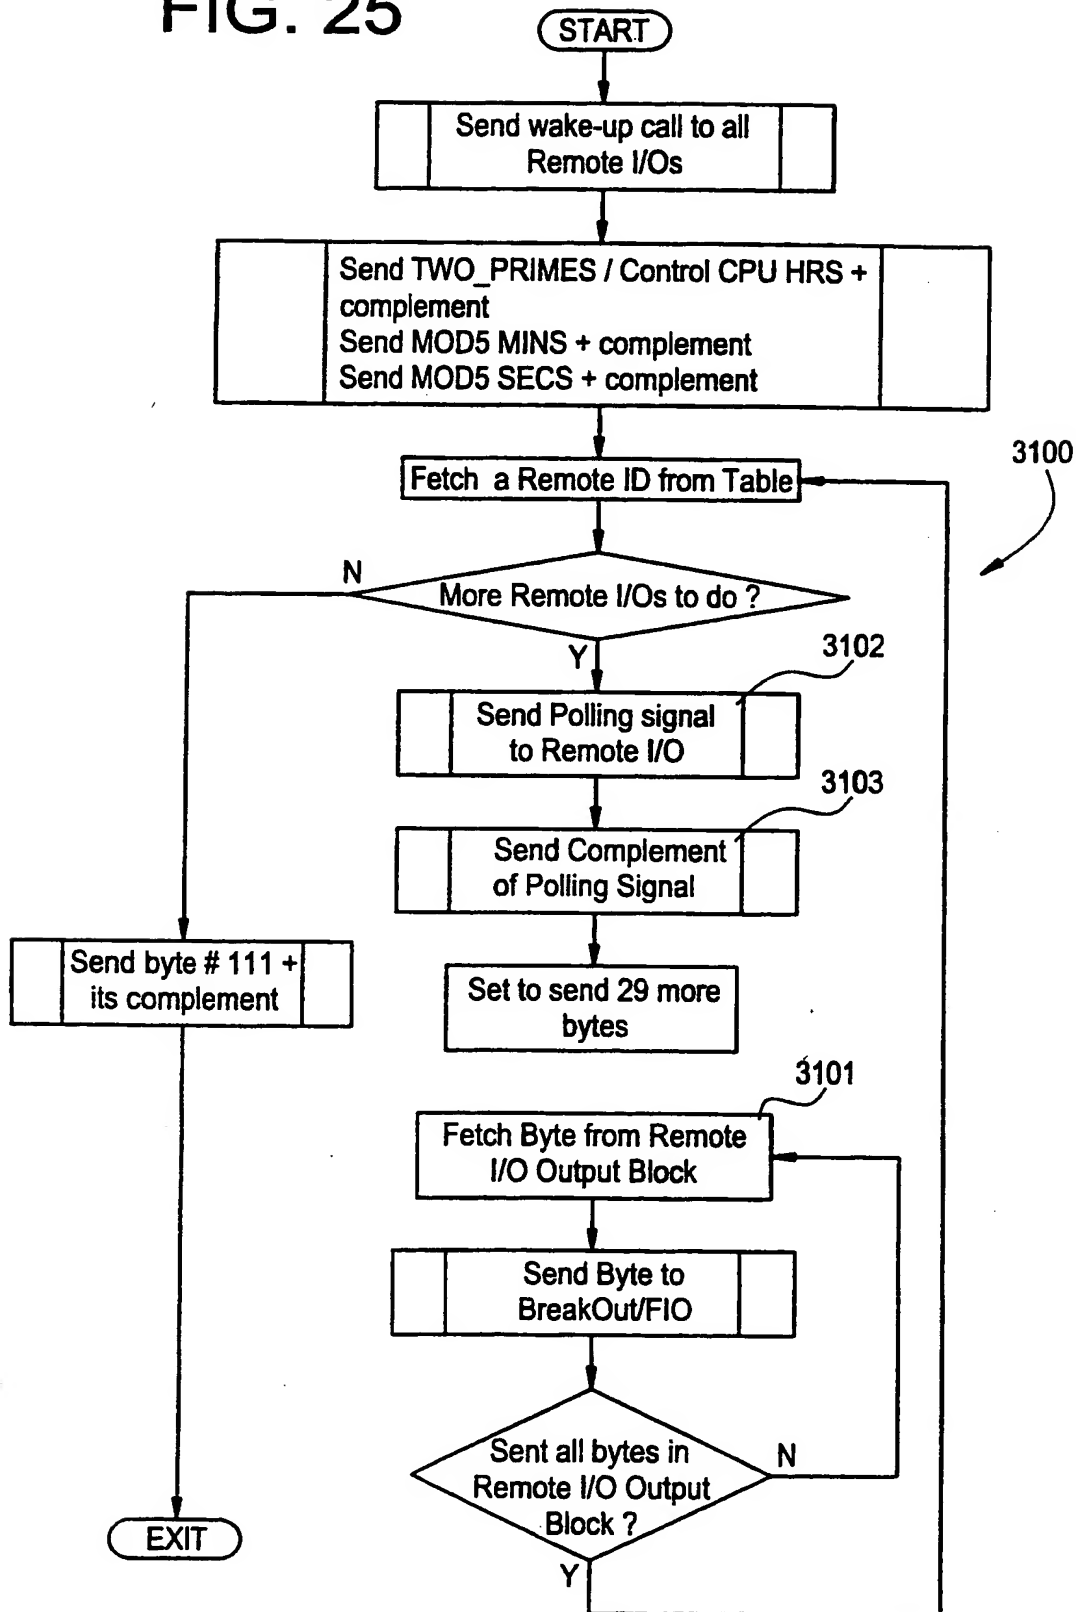 FIG. 25
START
Send wake-up call to all
Remote I/Os
Send TWO_PRIMES / Control CPU HRS +
complement
Send MOD5 MINS + complement
Send MOD5 SECS + complement
3100
Fetch a Remote ID from Table
N
More Remote I/Os to do ?
Y
3102
Send Polling signal
to Remote I/O
3103
Send Complement
of Polling Signal
Send byte # 111 +
its complement
Set to send 29 more
bytes
3101
Fetch Byte from Remote
I/O Output Block
Send Byte to
BreakOut/FIO
Sent all bytes in
Remote I/O Output
Block ?
N
EXIT
Y